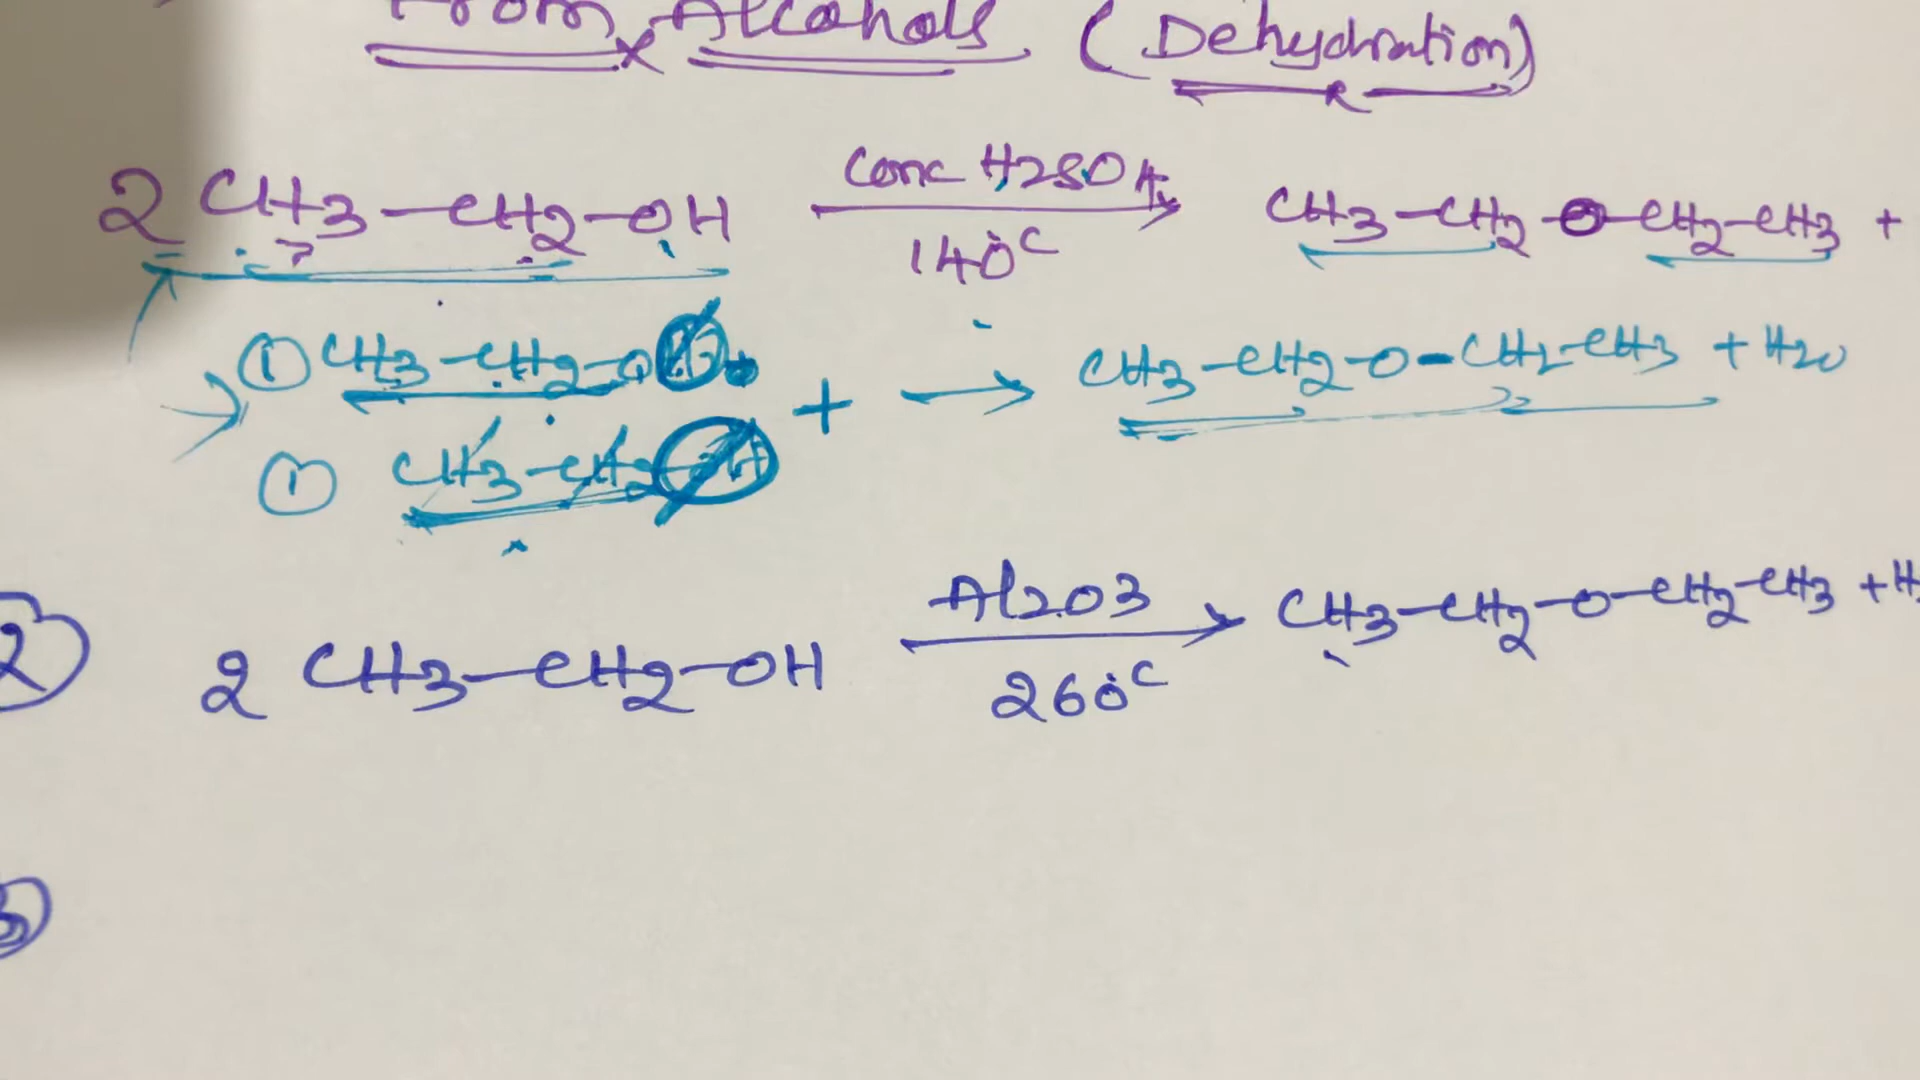 From Alcohols (Dehydration)
2 CH3-CH2-OH Conc H2SO4 140°C CH3-CH2-O-CH2-CH3 +
① CH3-CH2-OH + → CH3-CH2-O-CH2-CH3 + H2O
① CH3-CH2-OH
② 2 CH3-CH2-OH Al2O3 260°C CH3-CH2-O-CH2-CH3 + H2
③